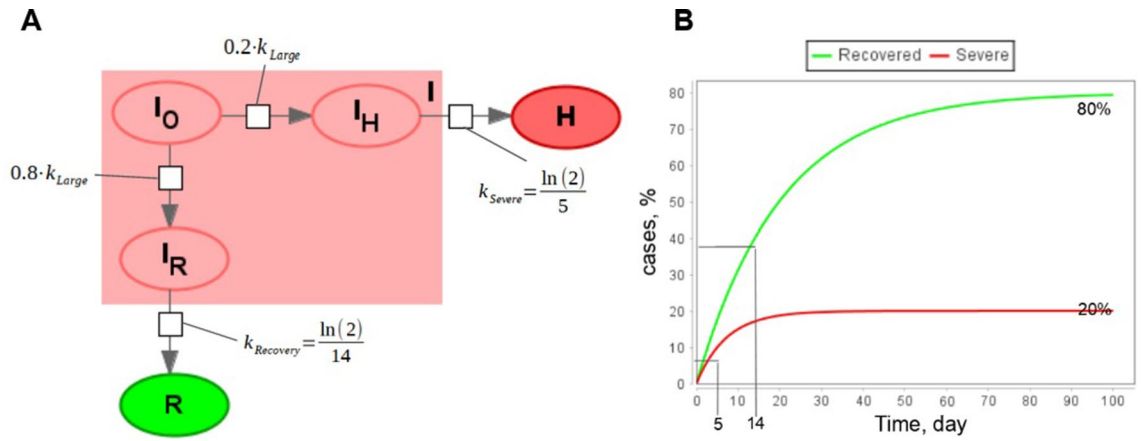 A
0.2·k_Large
I_O
I_H
I
H
0.8·k_Large
k_Severe = ln(2)/5
I_R
k_Recovery = ln(2)/14
R
B
Recovered
Severe
80
70
60
50
40
30
20
10
0
cases, %
80%
20%
0 10 20 30 40 50 60 70 80 90 100
5 14
Time, day